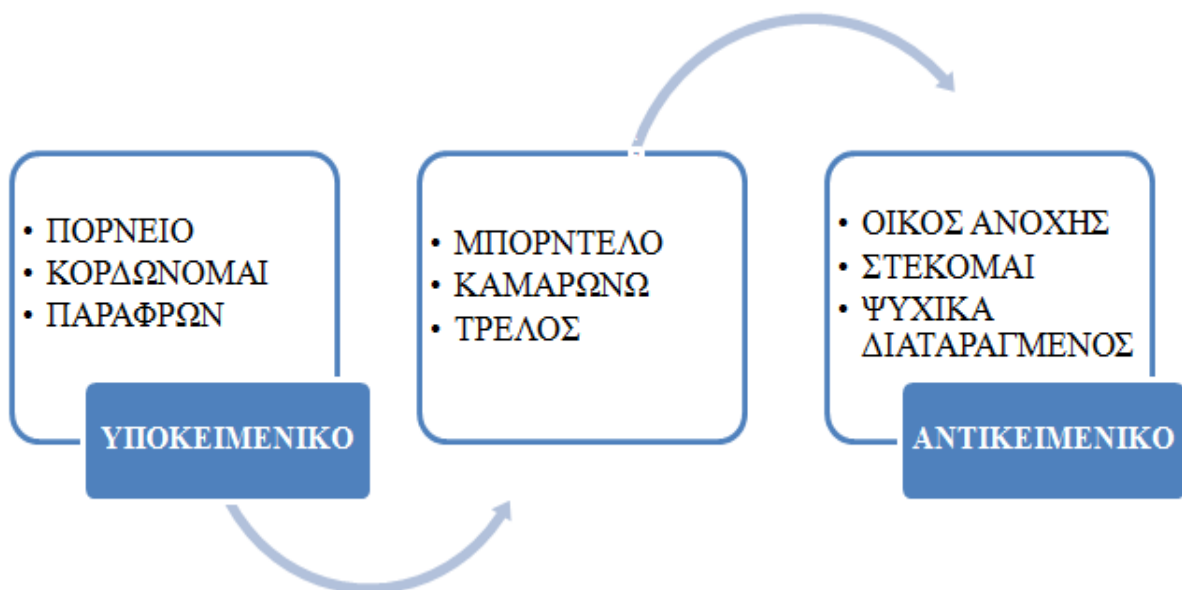 • ΠΟΡΝΕΙΟ
• ΚΟΡΔΩΝΟΜΑΙ
• ΠΑΡΑΦΡΩΝ
ΥΠΟΚΕΙΜΕΝΙΚΟ
• ΜΠΟΡΝΤΕΛΟ
• ΚΑΜΑΡΩΝΩ
• ΤΡΕΛΟΣ
• ΟΙΚΟΣ ΑΝΟΧΗΣ
• ΣΤΕΚΟΜΑΙ
• ΨΥΧΙΚΑ
ΔΙΑΤΑΡΑΓΜΕΝΟΣ
ΑΝΤΙΚΕΙΜΕΝΙΚΟ